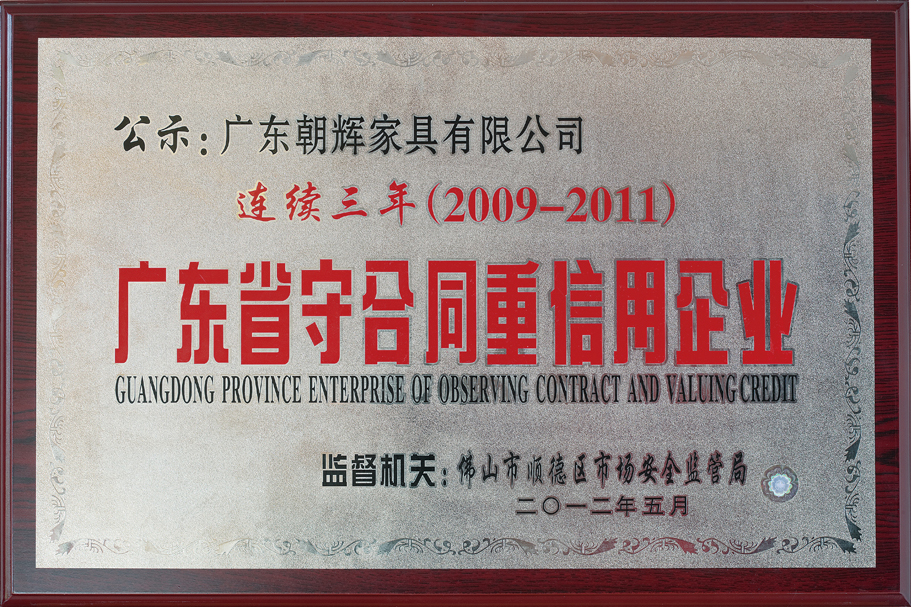 公示：广东朝辉家具有限公司
连续三年(2009-2011)
广东省守合同重信用企业
GUANGDONG PROVINCE ENTERPRISE OF OBSERVING CONTRACT AND VALUING CREDIT
监督机关：佛山市顺德区市场安全监管局
二〇一二年五月